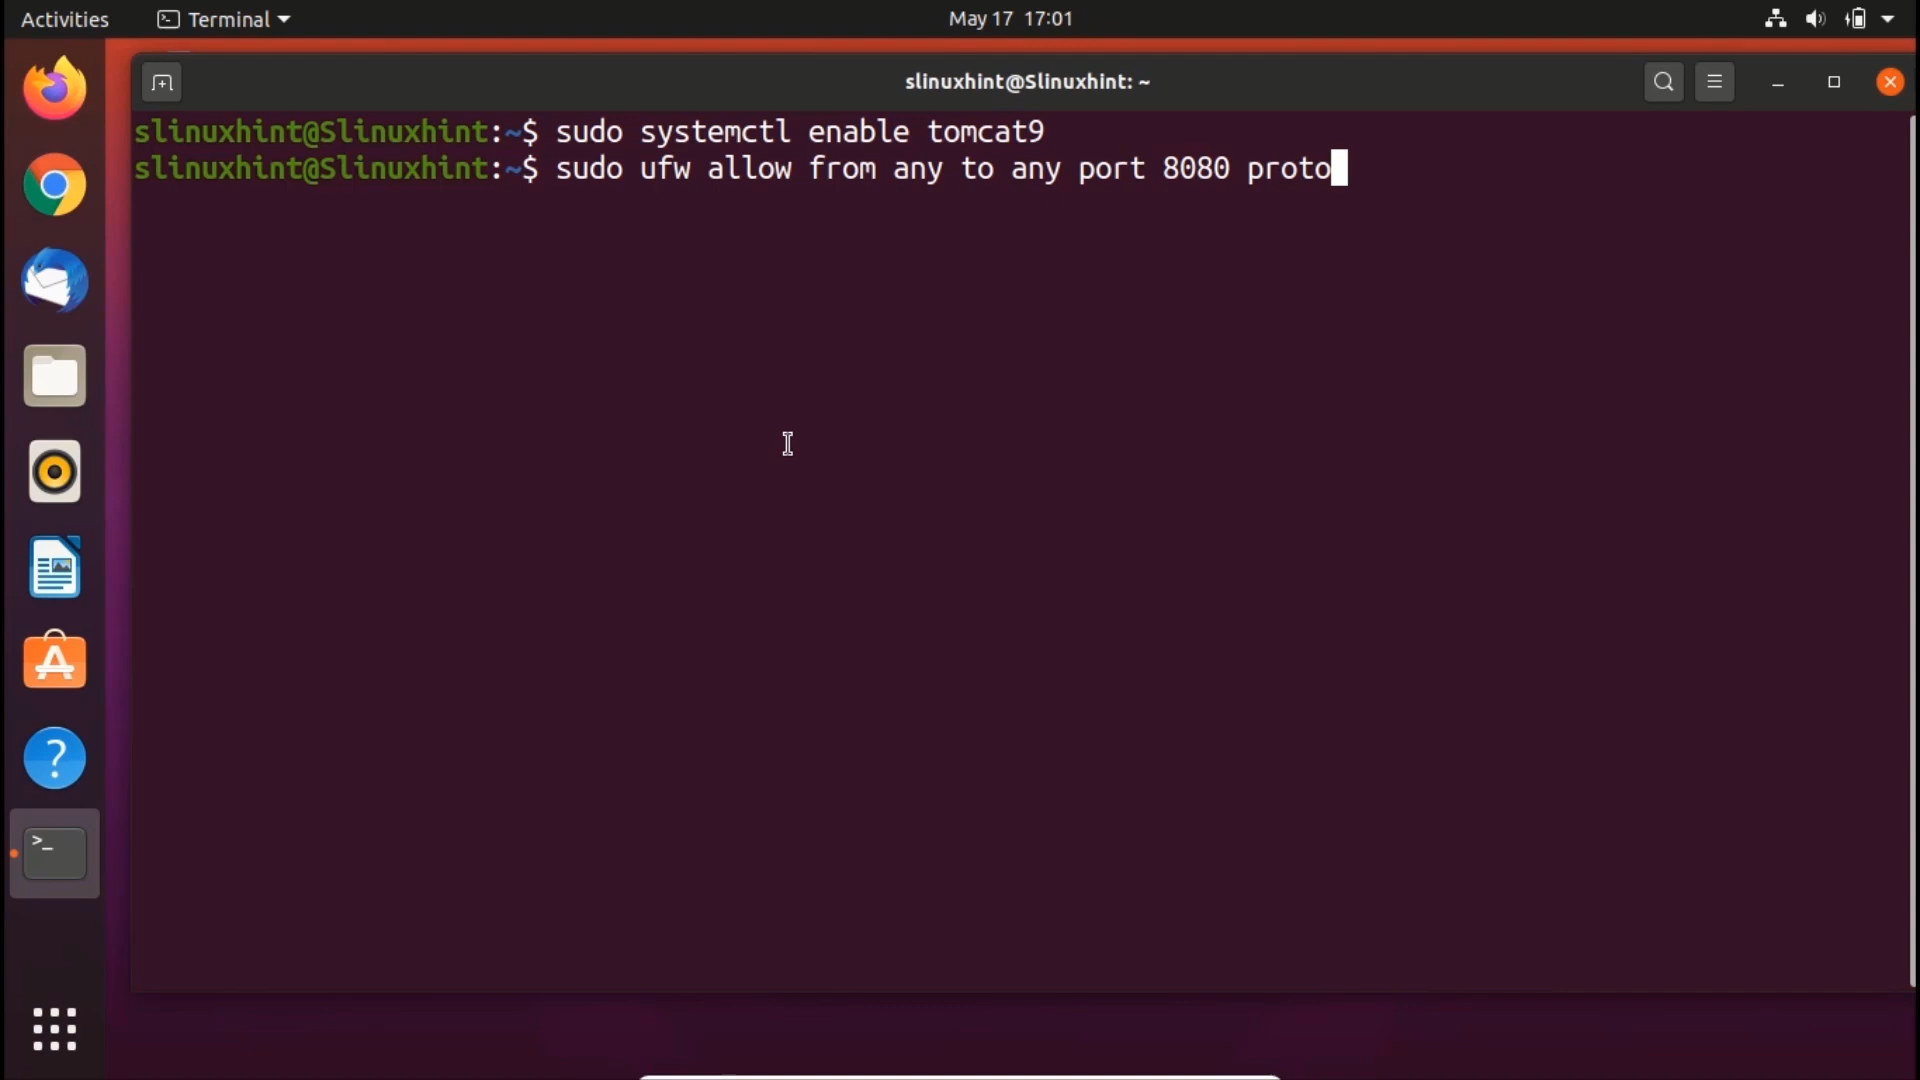 Activities Terminal May 17 17:01
slinuxhint@Slinuxhint: ~
slinuxhint@Slinuxhint:~$ sudo systemctl enable tomcat9
slinuxhint@Slinuxhint:~$ sudo ufw allow from any to any port 8080 proto